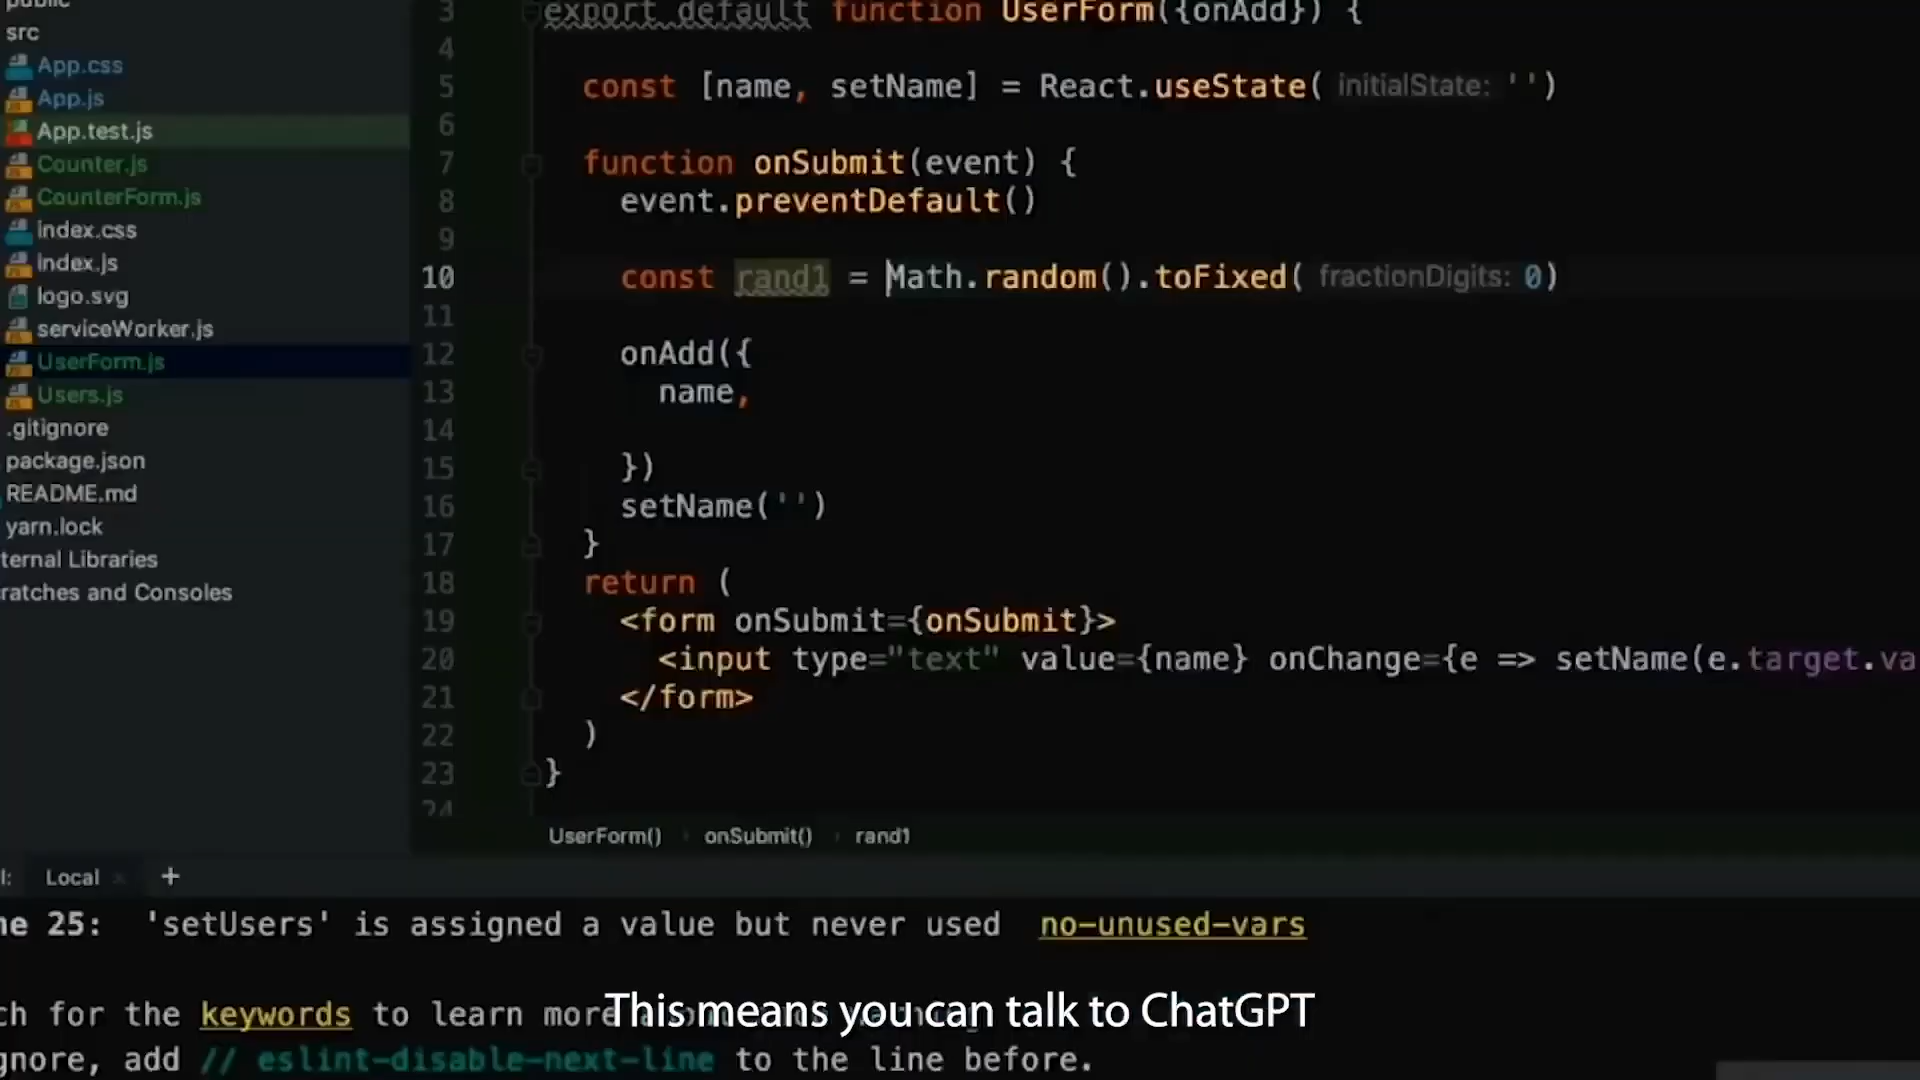 public
src
App.css
App.js
App.test.js
Counter.js
CounterForm.js
index.css
index.js
logo.svg
serviceWorker.js
UserForm.js
Users.js
.gitignore
package.json
README.md
yarn.lock
ternal Libraries
ratches and Consoles
3 export default function UserForm({onAdd}) {
4
5 const [name, setName] = React.useState( initialState: '')
6
7 function onSubmit(event) {
8 event.preventDefault()
9
10 const rand1 = Math.random().toFixed( fractionDigits: 0)
11
12 onAdd({
13 name,
14
15 })
16 setName('')
17 }
18 return (
19 <form onSubmit={onSubmit}>
20 <input type="text" value={name} onChange={e => setName(e.target.va
21 </form>
22 )
23 }
24
UserForm() onSubmit() rand1
l: Local × +
ne 25: 'setUsers' is assigned a value but never used no-unused-vars
ch for the keywords to learn more
gnore, add // eslint-disable-next-line to the line before.
This means you can talk to ChatGPT